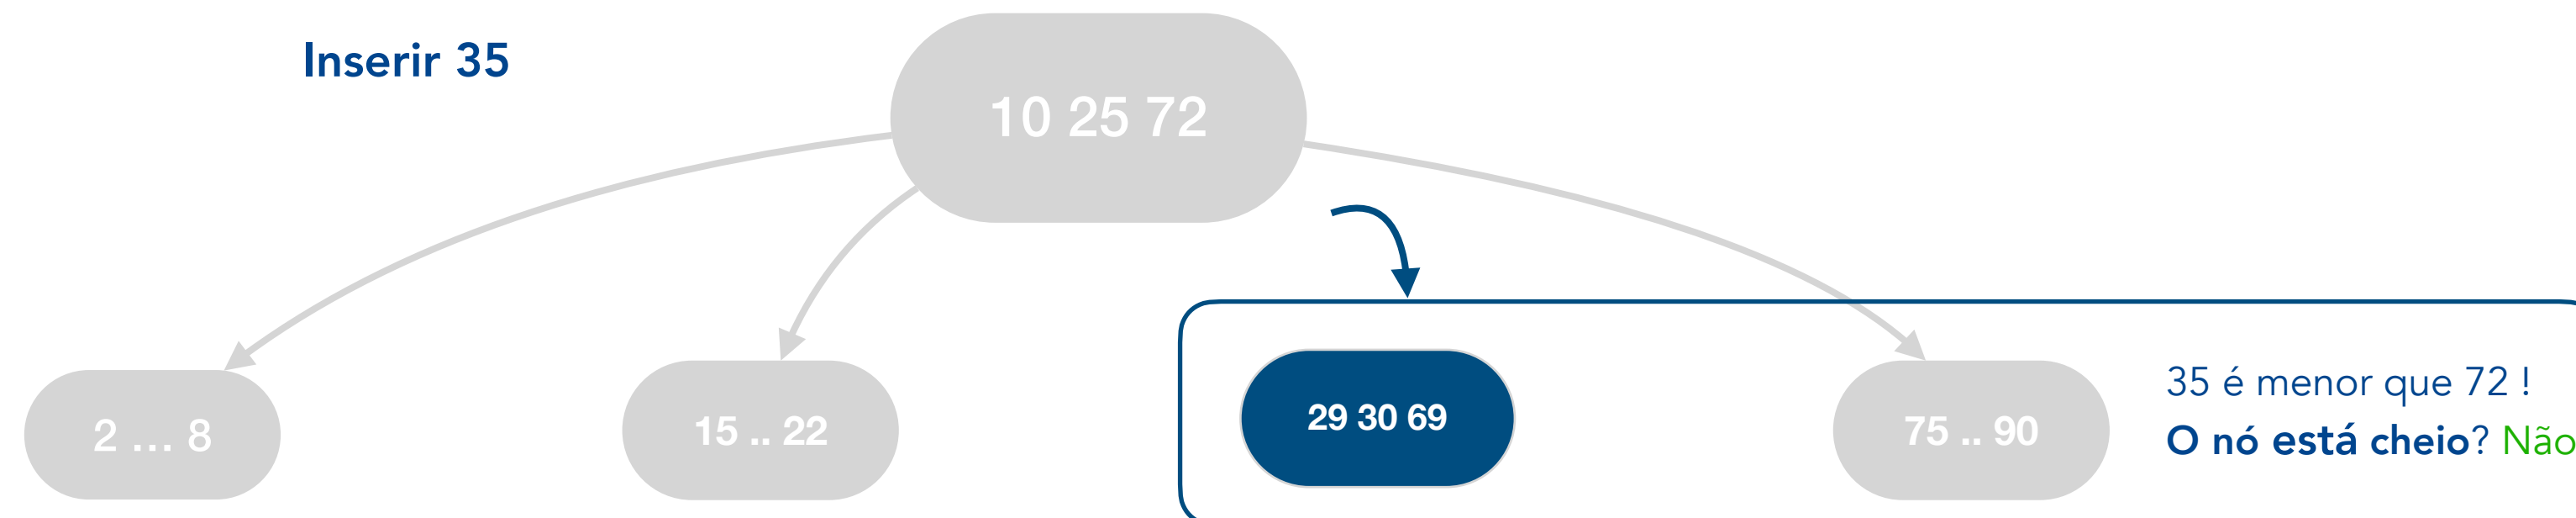 Inserir 35
10 25 72
2 ... 8
15 .. 22
29 30 69
75 .. 90
35 é menor que 72 !
O nó está cheio? Não